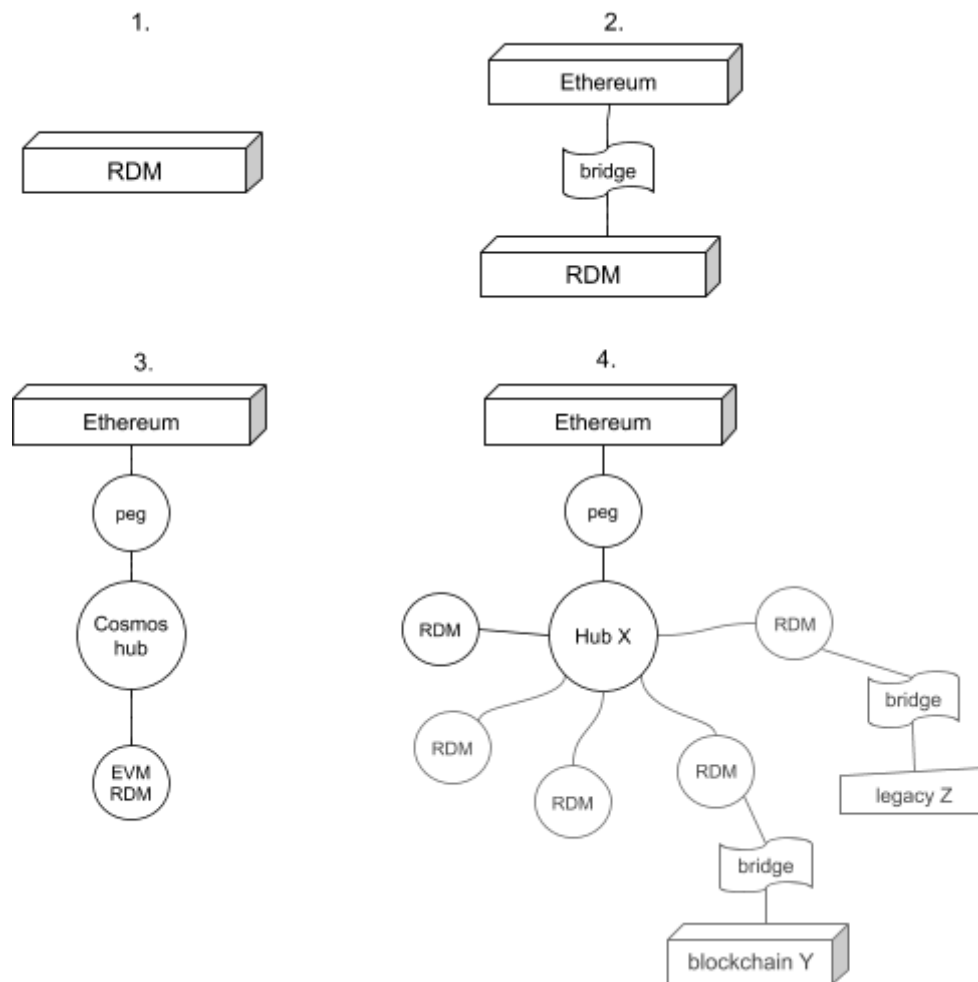 1.
RDM
2.
Ethereum
bridge
RDM
3.
Ethereum
peg
Cosmos
hub
EVM
RDM
4.
Ethereum
peg
Hub X
RDM
RDM
RDM
RDM
RDM
bridge
legacy Z
bridge
blockchain Y